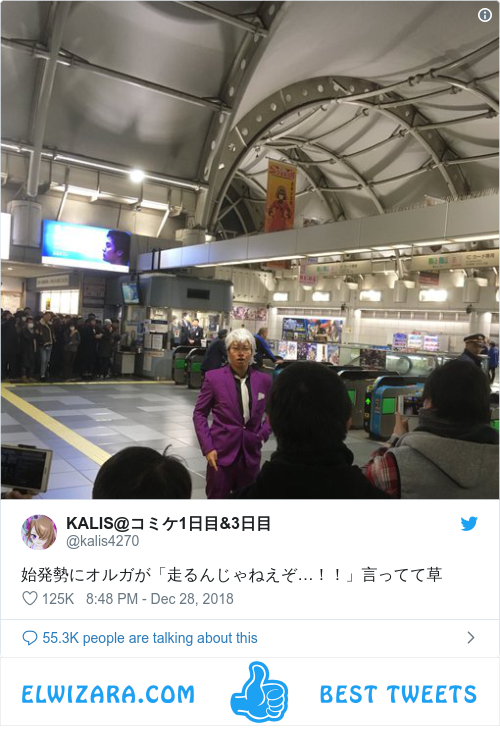 KALIS@コミケ1日目&3日目
@kalis4270
始発勢にオルガが「走るんじゃねえぞ…！！」言ってて草
125K 8:48 PM - Dec 28, 2018
55.3K people are talking about this
ELWIZARA.COM BEST TWEETS